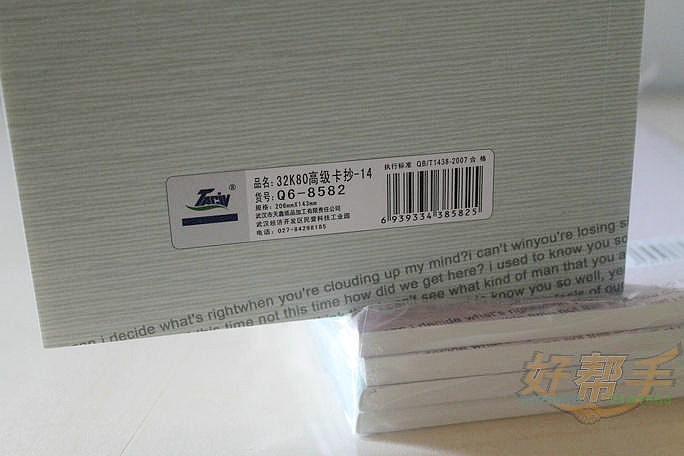 执行标准 QB/T1438-2007 合 格
品名: 32K80高级卡抄-14
货号: Q6-8582
规格: 206mmX143mm
武汉市天鑫纸品加工有限责任公司
武汉经济开发区民营科技工业园
电话: 027-84298185
®
6 939334 385825
i decide what's rightwhen you're clouding up my mind?i can't winyou're losing
this time not this time how did we get here? i used to know you so
see what kind of man that you
know you so well, ye
i decide what's right
好帮手